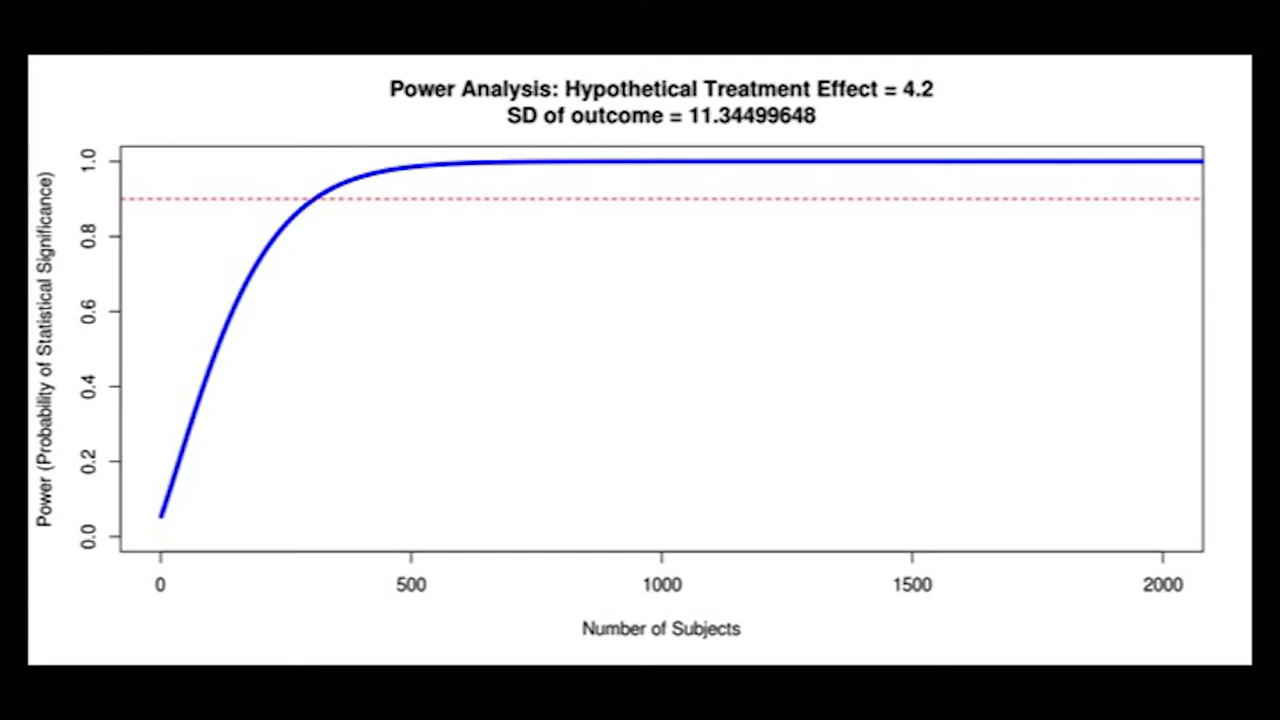 Power Analysis: Hypothetical Treatment Effect = 4.2
SD of outcome = 11.34499648
Power (Probability of Statistical Significance)
1.0
0.8
0.6
0.4
0.2
0.0
0 500 1000 1500 2000
Number of Subjects